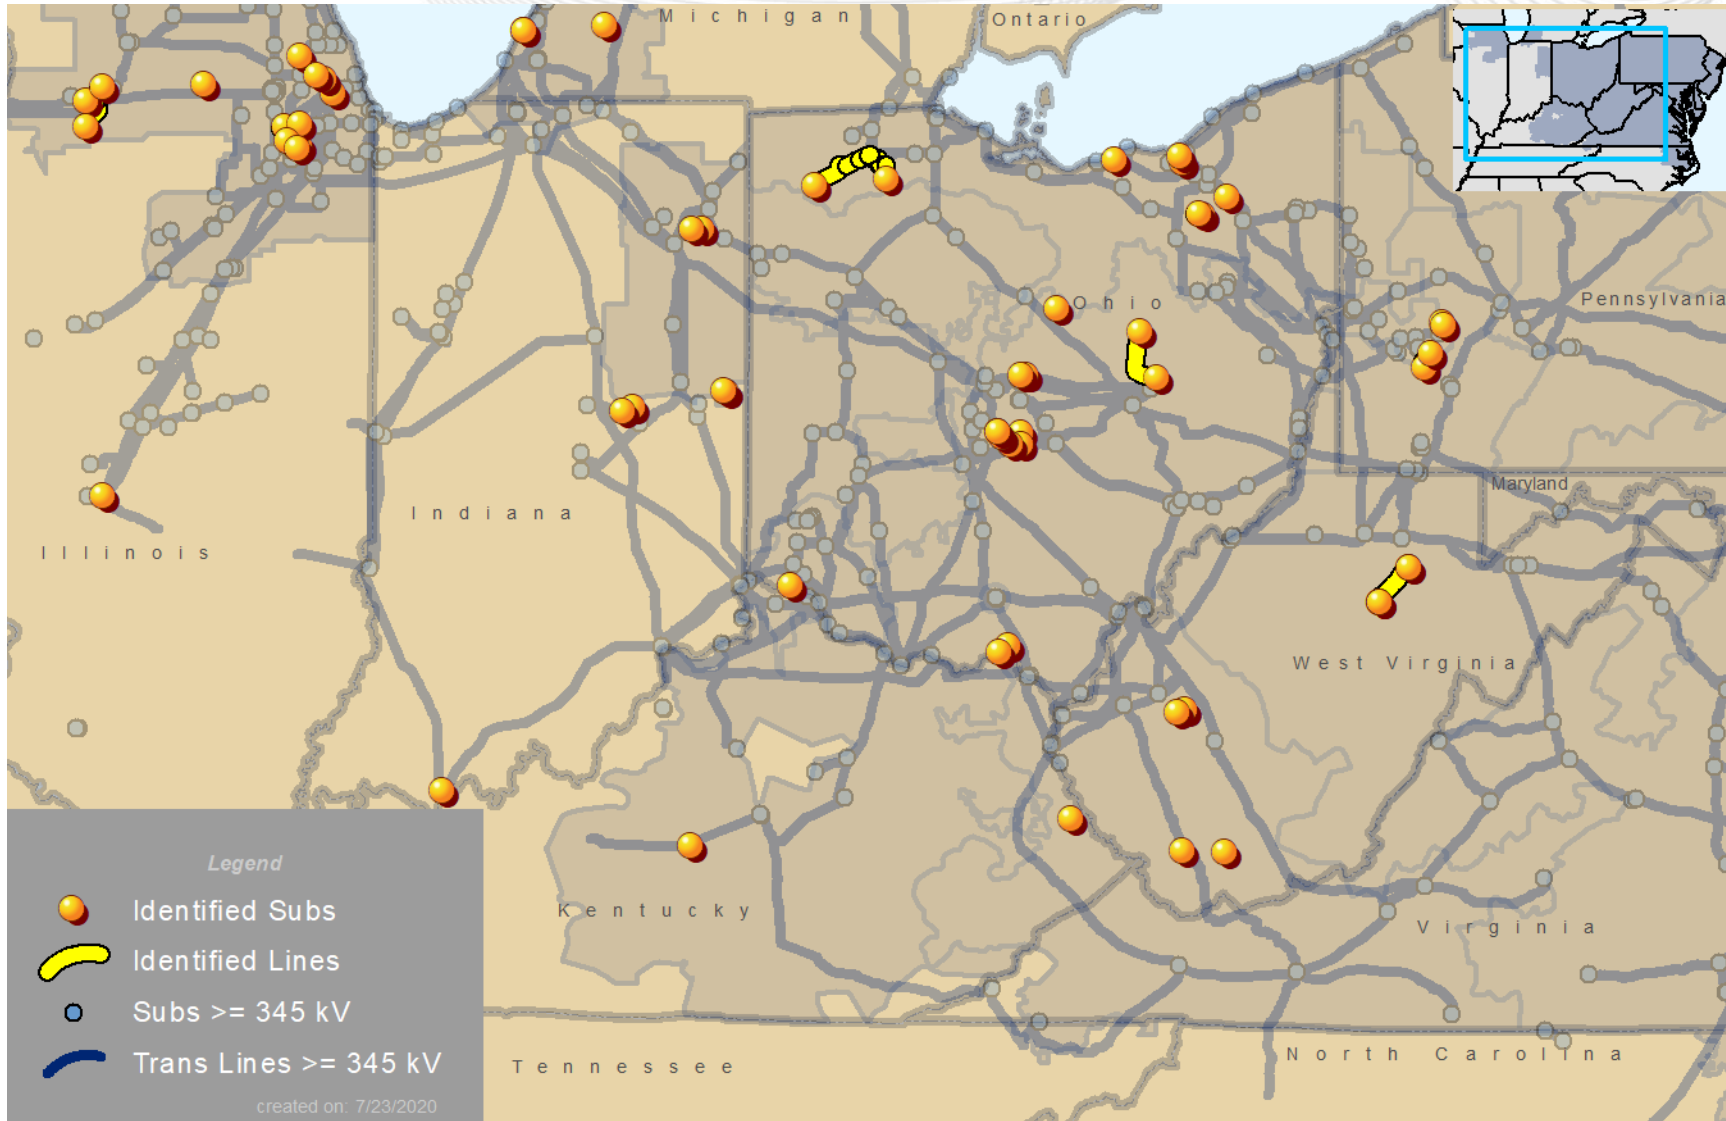 Michigan
Ontario
Ohio
Pennsylvania
Maryland
Indiana
Illinois
West Virginia
Kentucky
Virginia
Tennessee
North Carolina
Legend
Identified Subs
Identified Lines
Subs >= 345 kV
Trans Lines >= 345 kV
created on: 7/23/2020